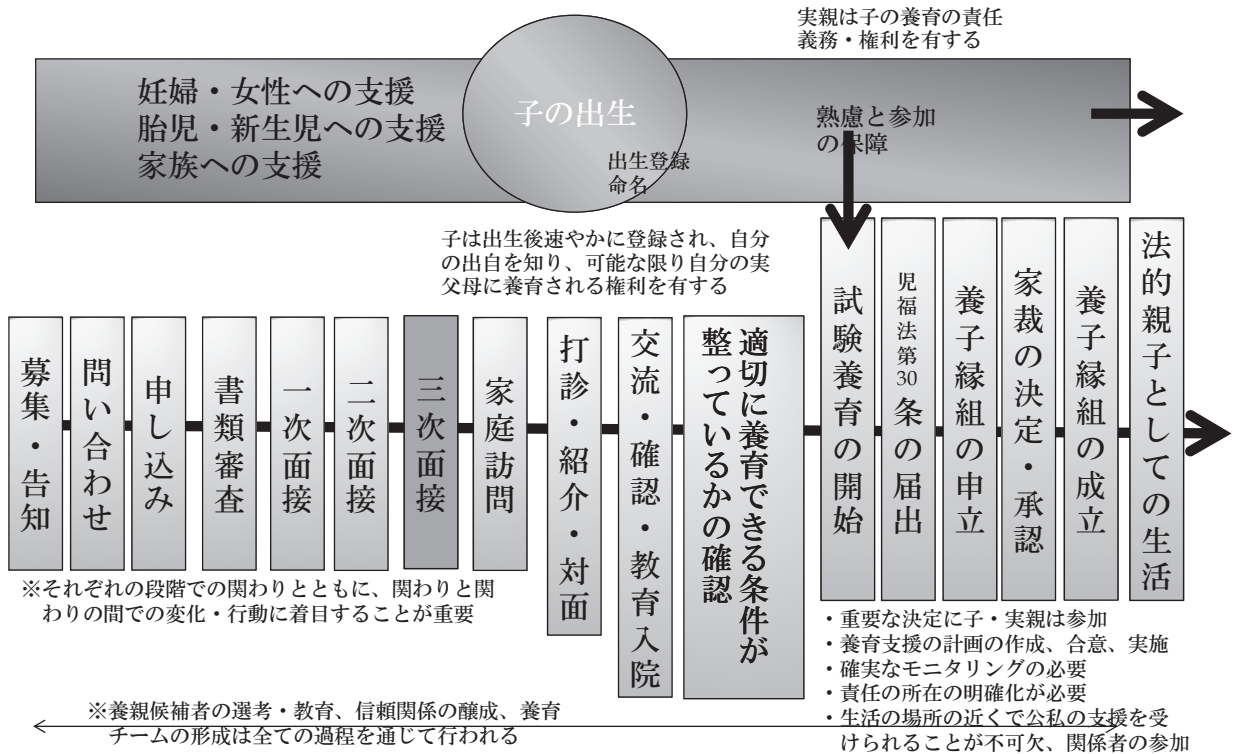 実親は子の養育の責任
義務・権利を有する
妊婦・女性への支援
胎児・新生児への支援
家族への支援
子の出生
出生登録
命名
熟慮と参加
の保障
子は出生後速やかに登録され、自分
の出自を知り、可能な限り自分の実
父母に養育される権利を有する
募集・告知
問い合わせ
申し込み
書類審査
一次面接
二次面接
三次面接
家庭訪問
打診・紹介・対面
交流・確認・教育入院
適切に養育できる条件が
整っているかの確認
試験養育の開始
児福法第30条の届出
養子縁組の申立
家裁の決定・承認
養子縁組の成立
法的親子としての生活
※それぞれの段階での関わりとともに、関わりと関
わりの間での変化・行動に着目することが重要
・重要な決定に子・実親は参加
・養育支援の計画の作成、合意、実施
・確実なモニタリングの必要
・責任の所在の明確化が必要
・生活の場所の近くで公私の支援を受
けられることが不可欠、関係者の参加
※養親候補者の選考・教育、信頼関係の醸成、養育
チームの形成は全ての過程を通じて行われる